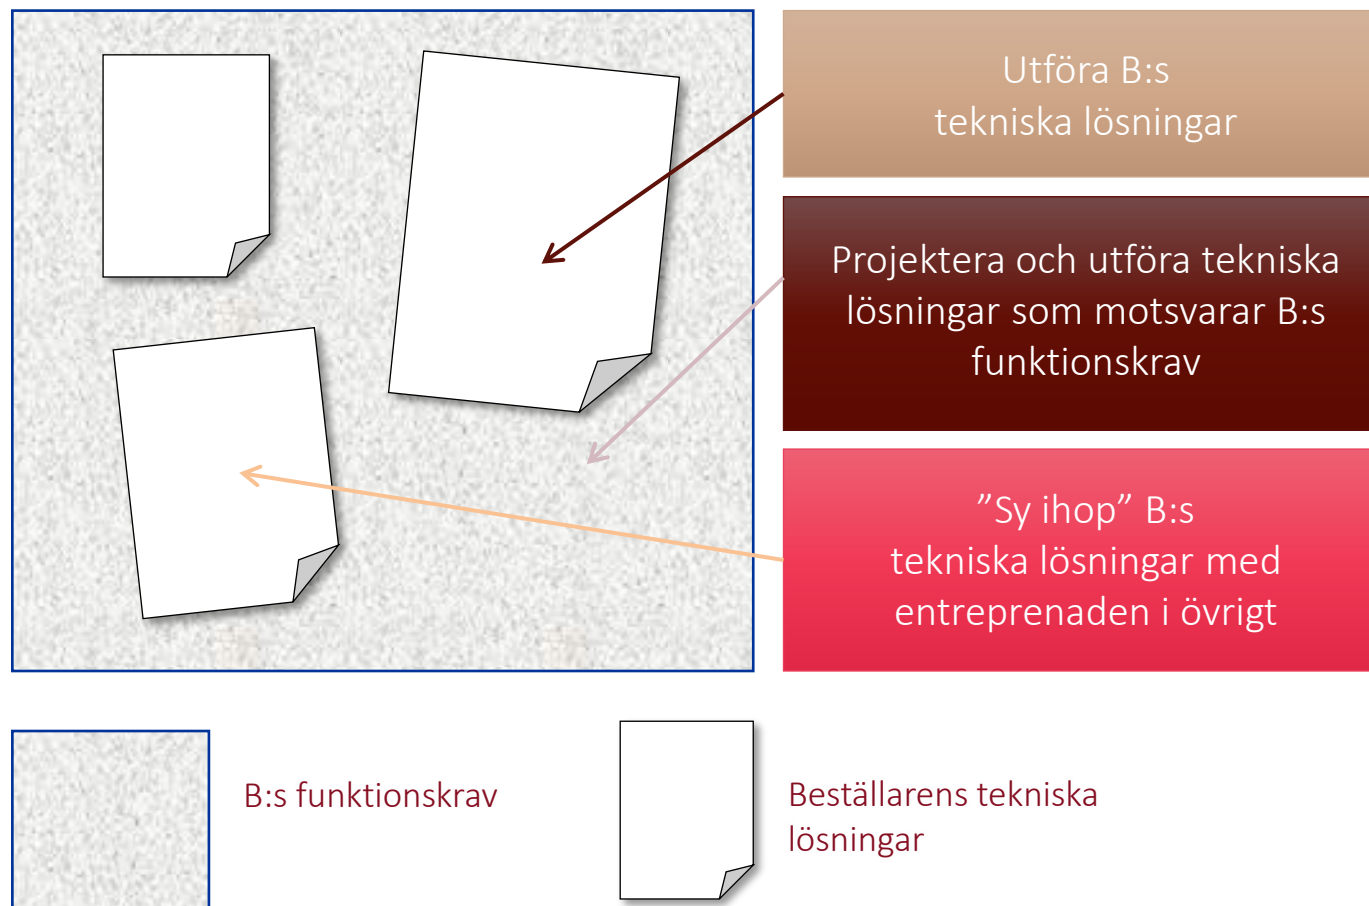 Utföra B:s
tekniska lösningar
Projektera och utföra tekniska
lösningar som motsvarar B:s
funktionskrav
”Sy ihop” B:s
tekniska lösningar med
entreprenaden i övrigt
B:s funktionskrav
Beställarens tekniska
lösningar